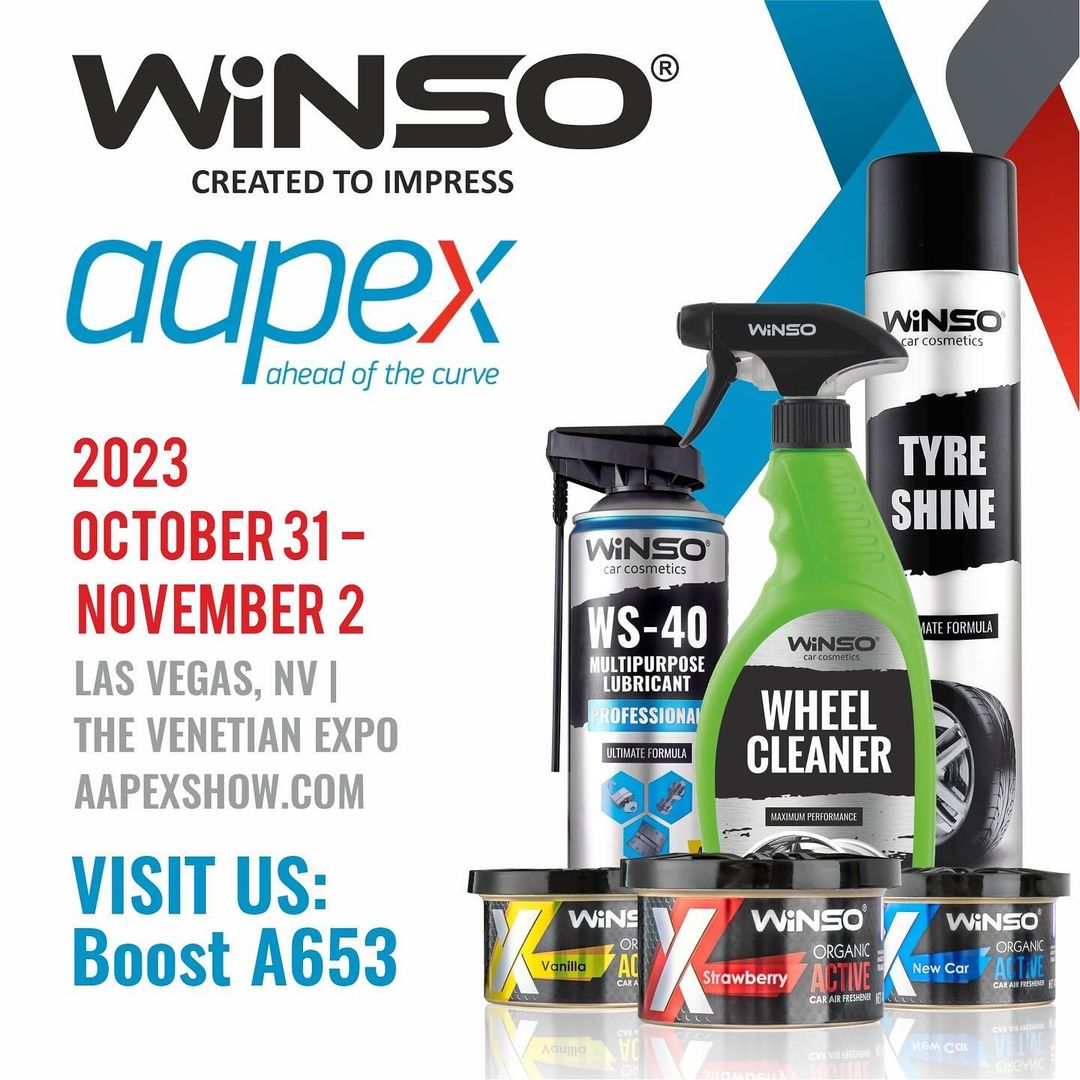 WiNSO®
CREATED TO IMPRESS
aapex
ahead of the curve
2023
OCTOBER 31 –
NOVEMBER 2
LAS VEGAS, NV |
THE VENETIAN EXPO
AAPEXSHOW.COM
VISIT US:
Boost A653
WiNSO®
car cosmetics
TYRE
SHINE
FORMULA
WiNSO
WiNSO®
car cosmetics
WHEEL
CLEANER
MAXIMUM PERFORMANCE
WiNSO®
car cosmetics
WS-40
MULTIPURPOSE
LUBRICANT
PROFESSIONAL
ULTIMATE FORMULA
X
Vanilla
X
WiNSO®
Strawberry
ORGANIC
ACTIVE
CAR AIR FRESHENER
X
WiNSO®
New Car
ORGANIC
ACTIVE
CAR AIR FRESHENER